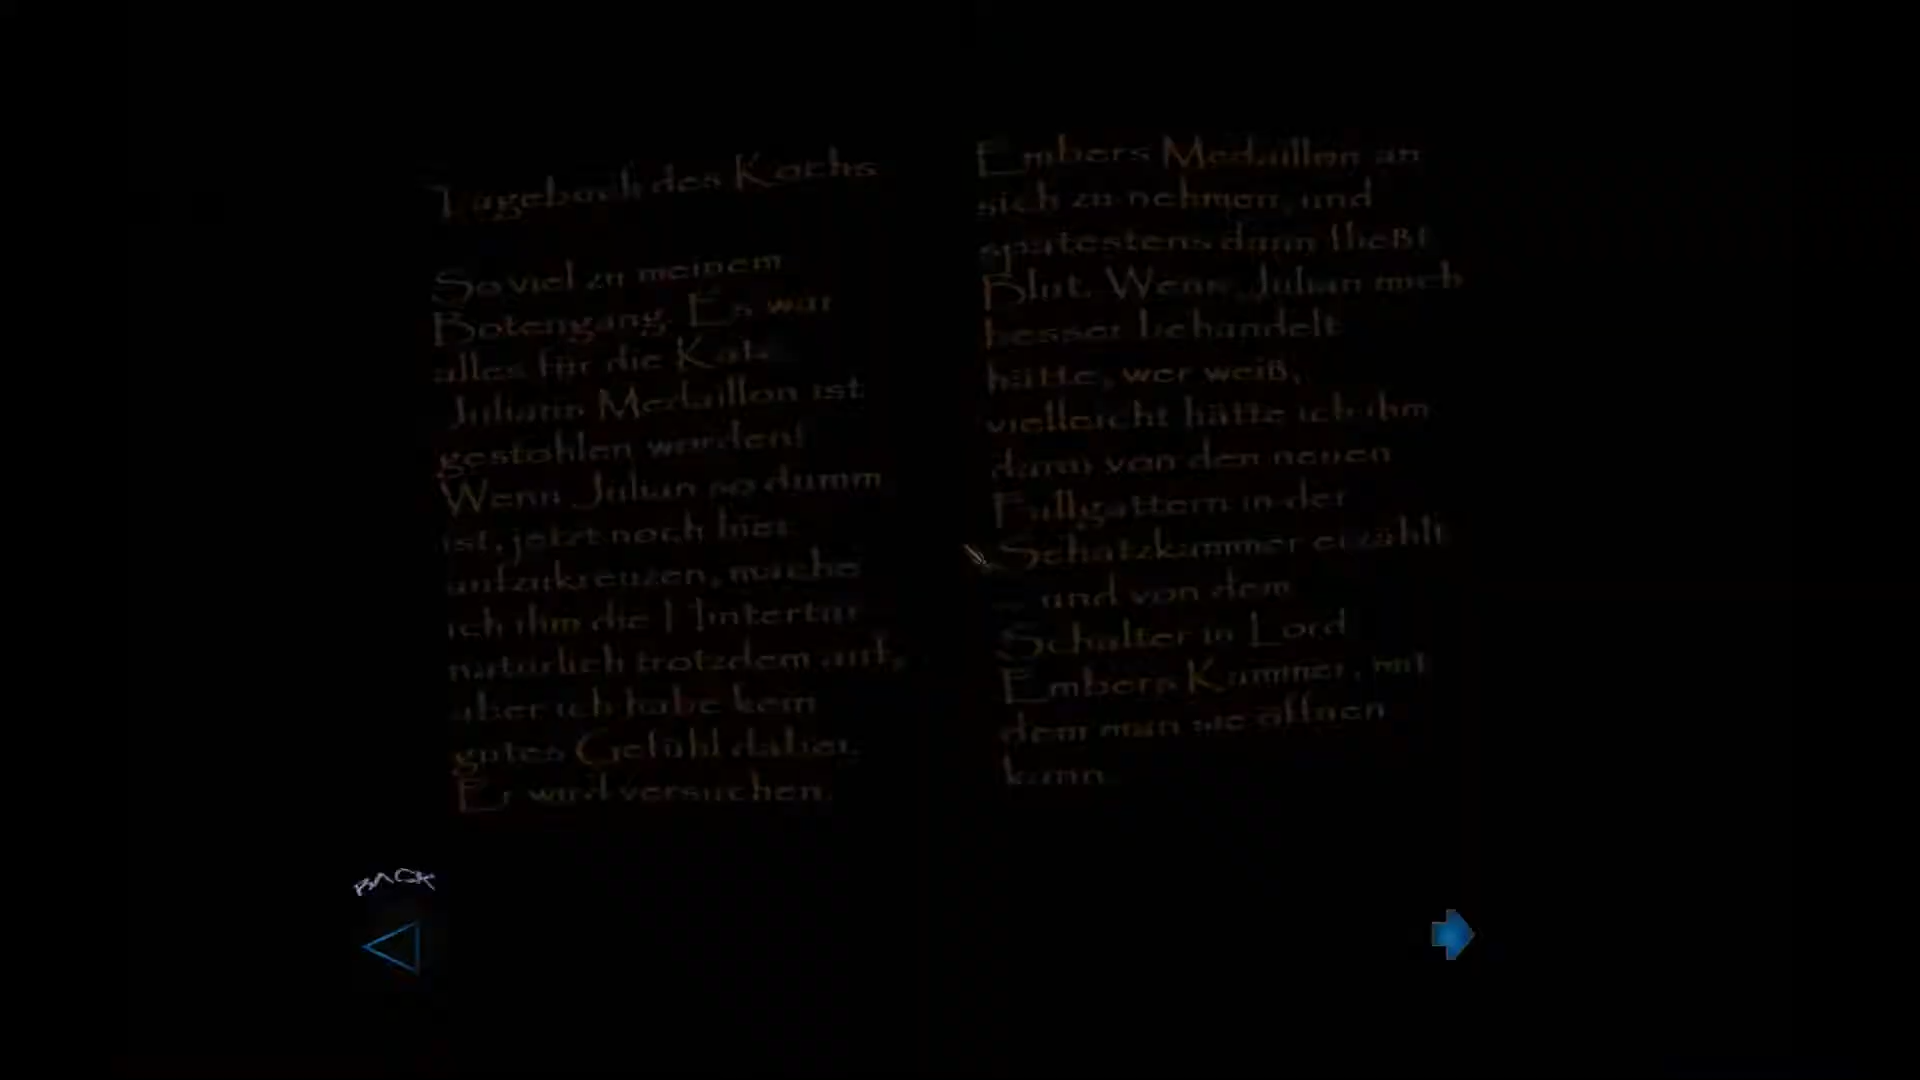 Tagebuch des Kochs
So viel zu meinem
Botengang. Es war
alles für die Katz.
Julians Medaillon ist
gestohlen worden!
Wenn Julian so dumm
ist, jetzt noch hier
aufzukreuzen, mache
ich ihm die Hintertür
natürlich trotzdem auf,
aber ich habe kein
gutes Gefühl dabei.
Er wird versuchen,
Embers Medaillon an
sich zu nehmen, und
spätestens dann fließt
Blut. Wenn Julian mich
besser behandelt
hätte, wer weiß,
vielleicht hätte ich ihm
dann von den neuen
Fallgattern in der
Schatzkammer erzählt
- und von dem
Schalter in Lord
Embers Kammer, mit
dem man sie öffnen
kann.
BACK